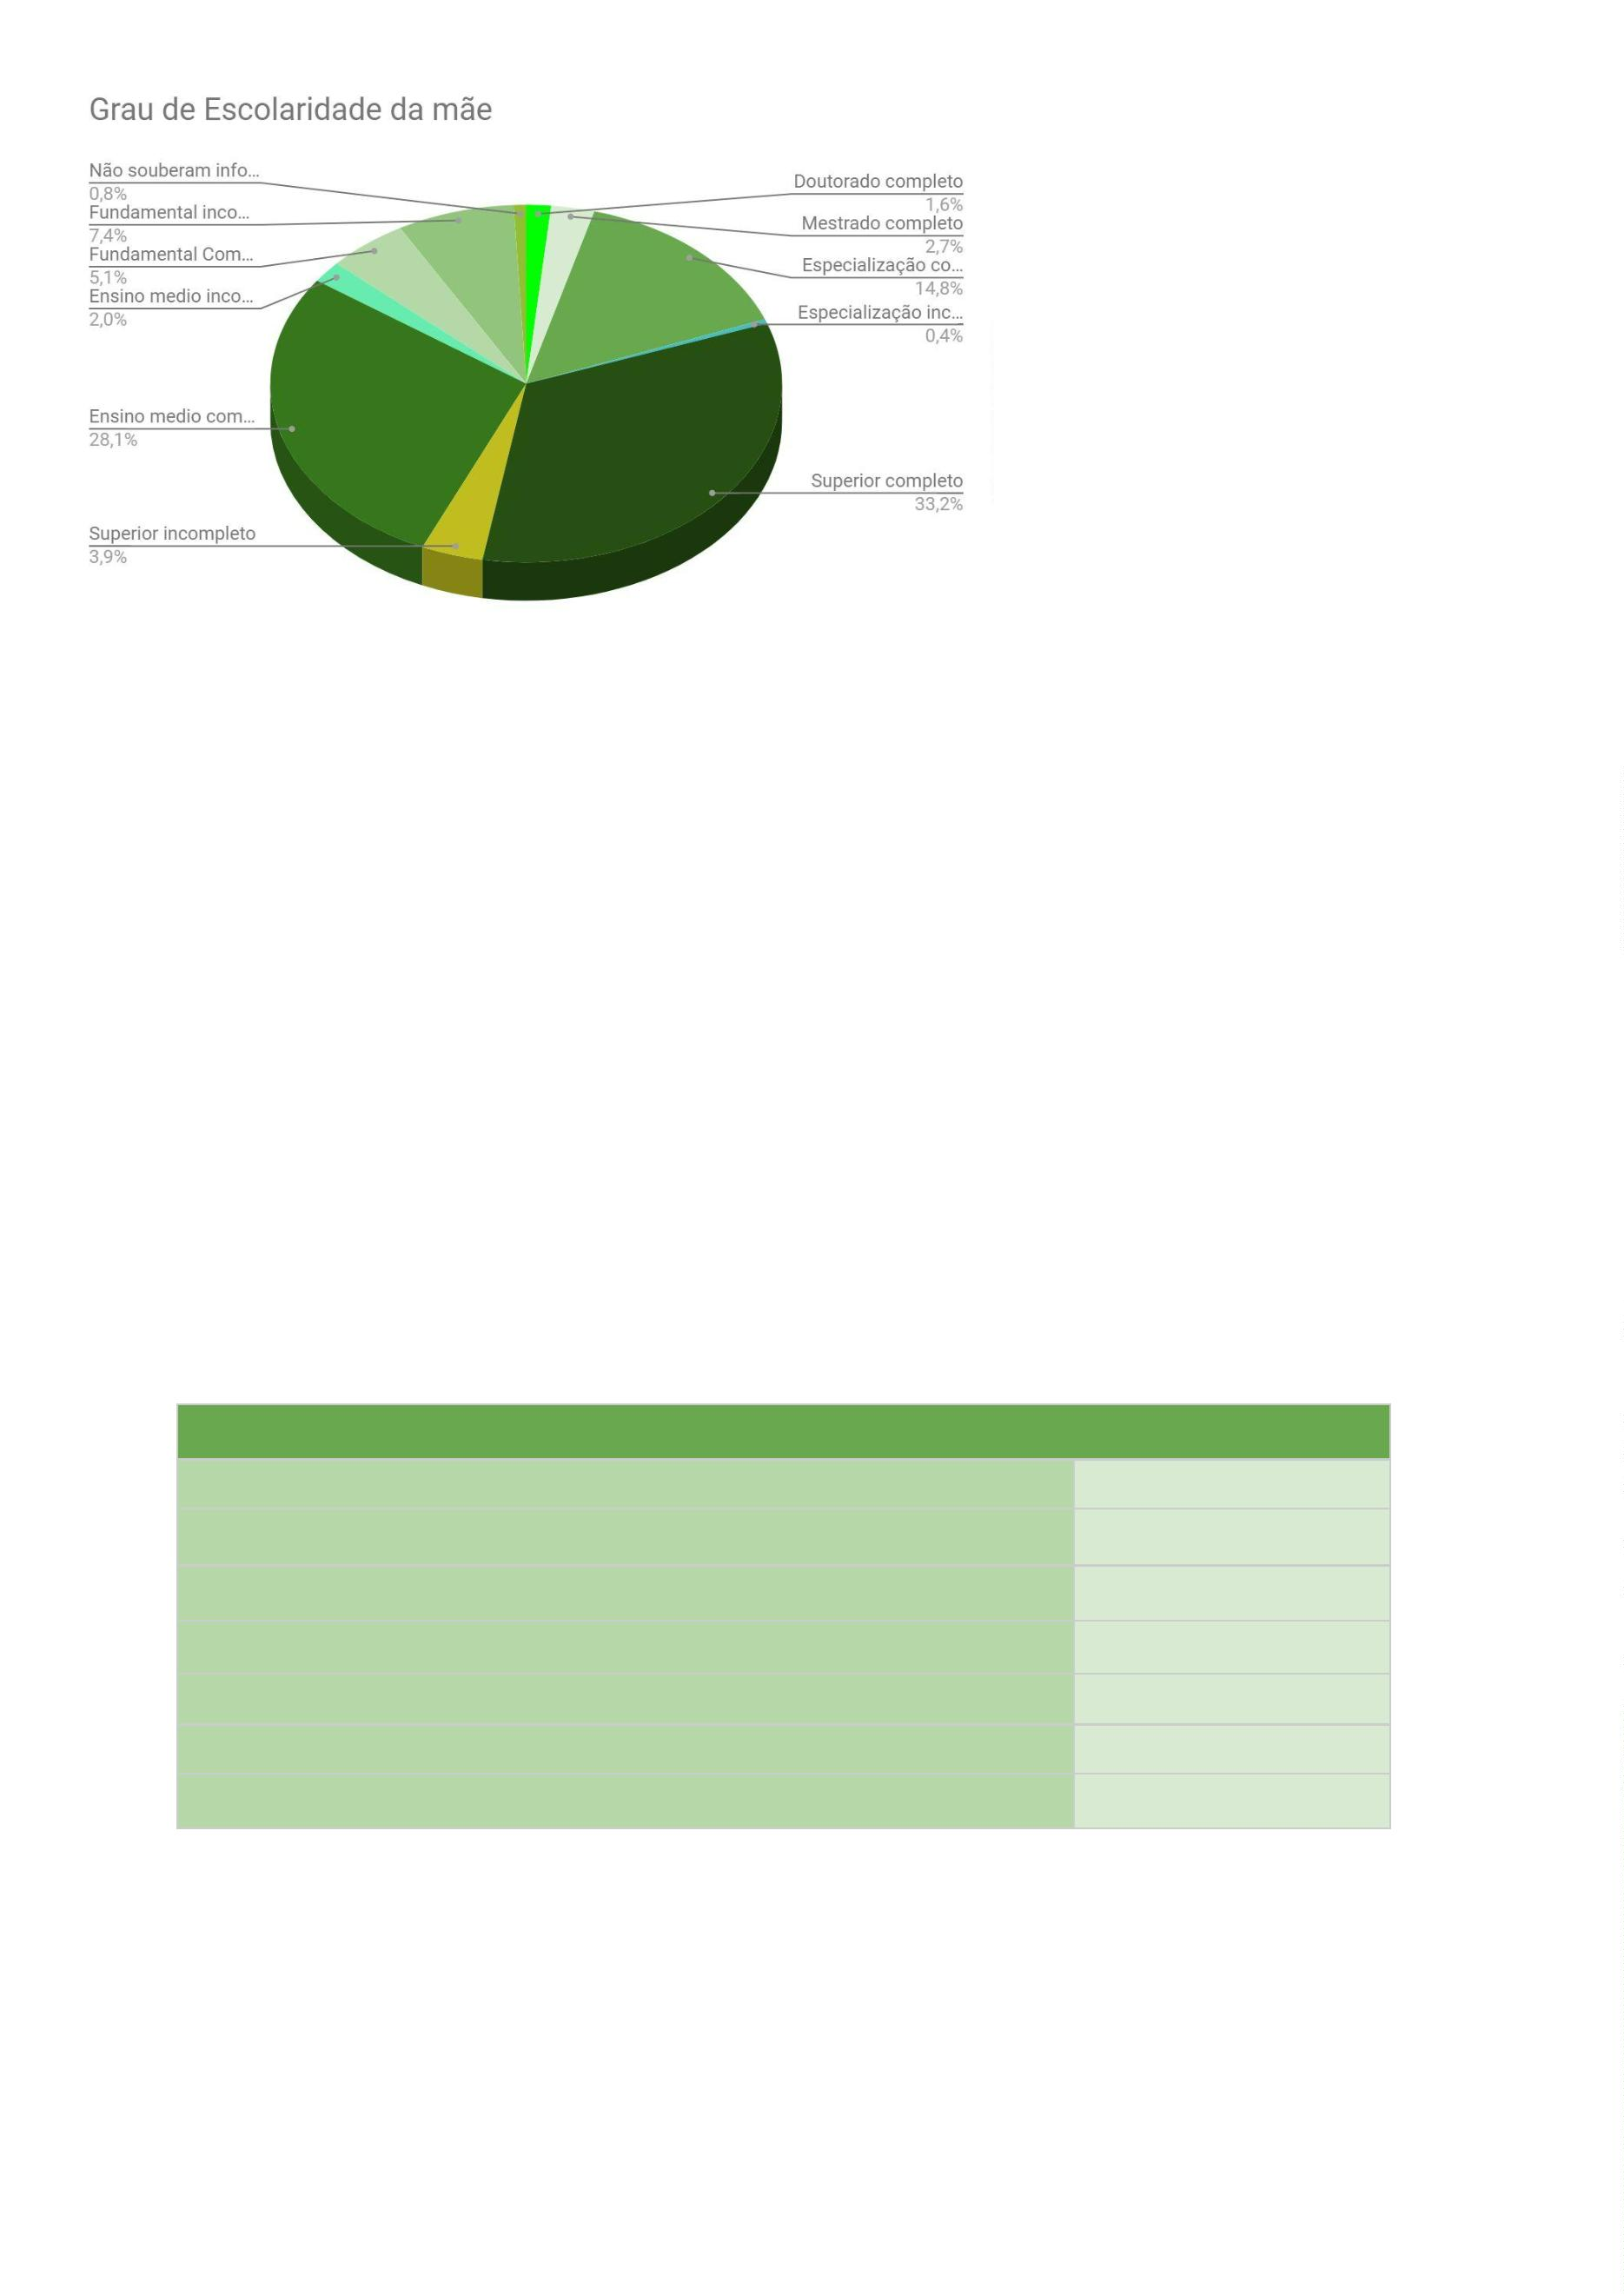 Grau de Escolaridade da mãe
Não souberam info...
0,8%
Fundamental inco...
7,4%
Fundamental Com...
5,1%
Ensino medio inco...
2,0%
Ensino medio com...
28,1%
Superior incompleto
3,9%
Doutorado completo
1,6%
Mestrado completo
2,7%
Especialização co...
14,8%
Especialização inc...
0,4%
Superior completo
33,2%